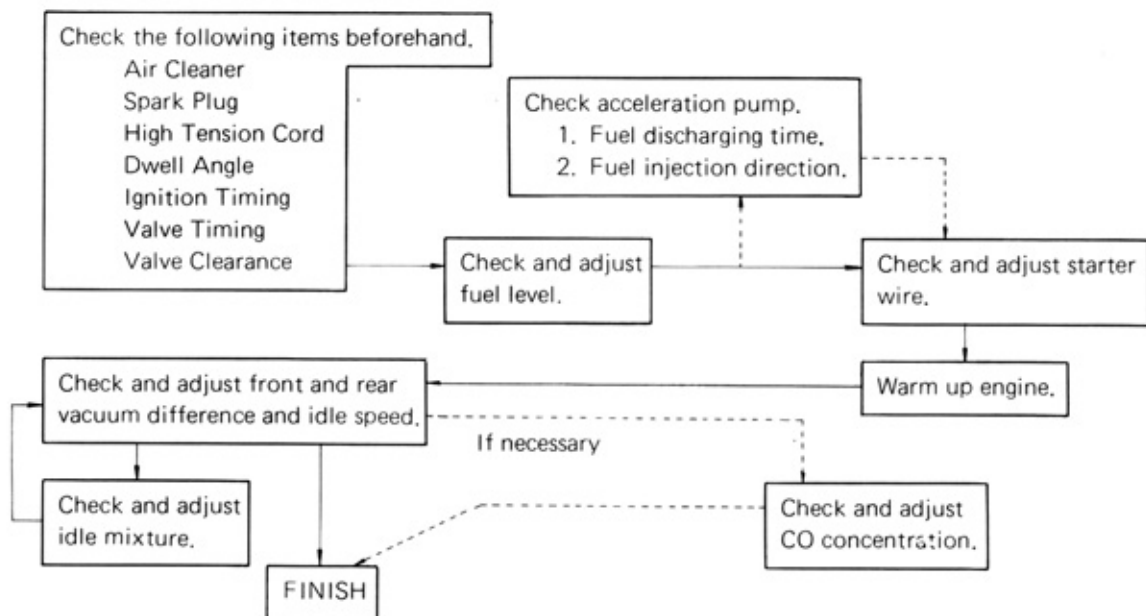 Check the following items beforehand.
Air Cleaner
Spark Plug
High Tension Cord
Dwell Angle
Ignition Timing
Valve Timing
Valve Clearance
Check acceleration pump.
1. Fuel discharging time.
2. Fuel injection direction.
Check and adjust
fuel level.
Check and adjust starter
wire.
Warm up engine.
Check and adjust front and rear
vacuum difference and idle speed.
If necessary
Check and adjust
idle mixture.
Check and adjust
CO concentration.
FINISH